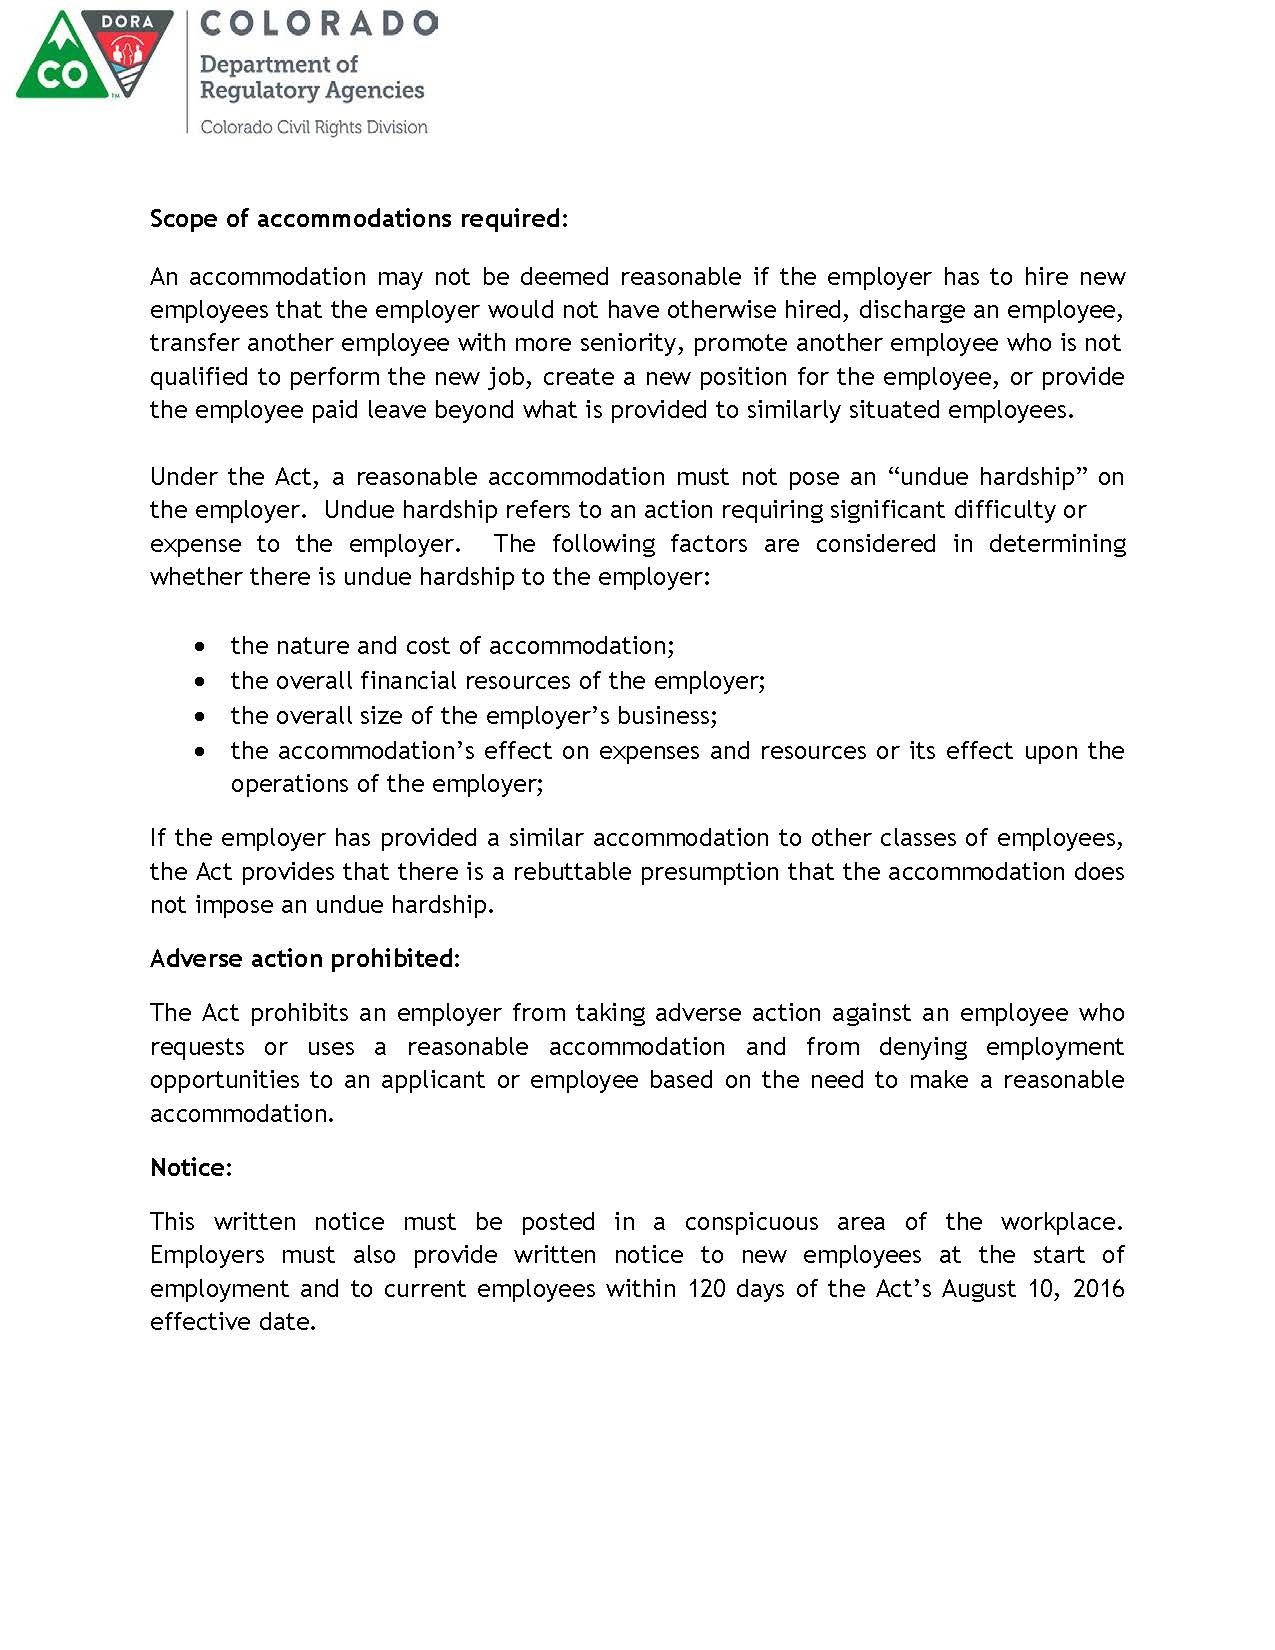 DORA
CO
TM
COLORADO
Department of
Regulatory Agencies
Colorado Civil Rights Division
Scope of accommodations required:
An accommodation may not be deemed reasonable if the employer has to hire new
employees that the employer would not have otherwise hired, discharge an employee,
transfer another employee with more seniority, promote another employee who is not
qualified to perform the new job, create a new position for the employee, or provide
the employee paid leave beyond what is provided to similarly situated employees.
Under the Act, a reasonable accommodation must not pose an “undue hardship” on
the employer.  Undue hardship refers to an action requiring significant difficulty or
expense to the employer.  The following factors are considered in determining
whether there is undue hardship to the employer:
• the nature and cost of accommodation;
• the overall financial resources of the employer;
• the overall size of the employer’s business;
• the accommodation’s effect on expenses and resources or its effect upon the
operations of the employer;
If the employer has provided a similar accommodation to other classes of employees,
the Act provides that there is a rebuttable presumption that the accommodation does
not impose an undue hardship.
Adverse action prohibited:
The Act prohibits an employer from taking adverse action against an employee who
requests or uses a reasonable accommodation and from denying employment
opportunities to an applicant or employee based on the need to make a reasonable
accommodation.
Notice:
This written notice must be posted in a conspicuous area of the workplace.
Employers must also provide written notice to new employees at the start of
employment and to current employees within 120 days of the Act’s August 10, 2016
effective date.